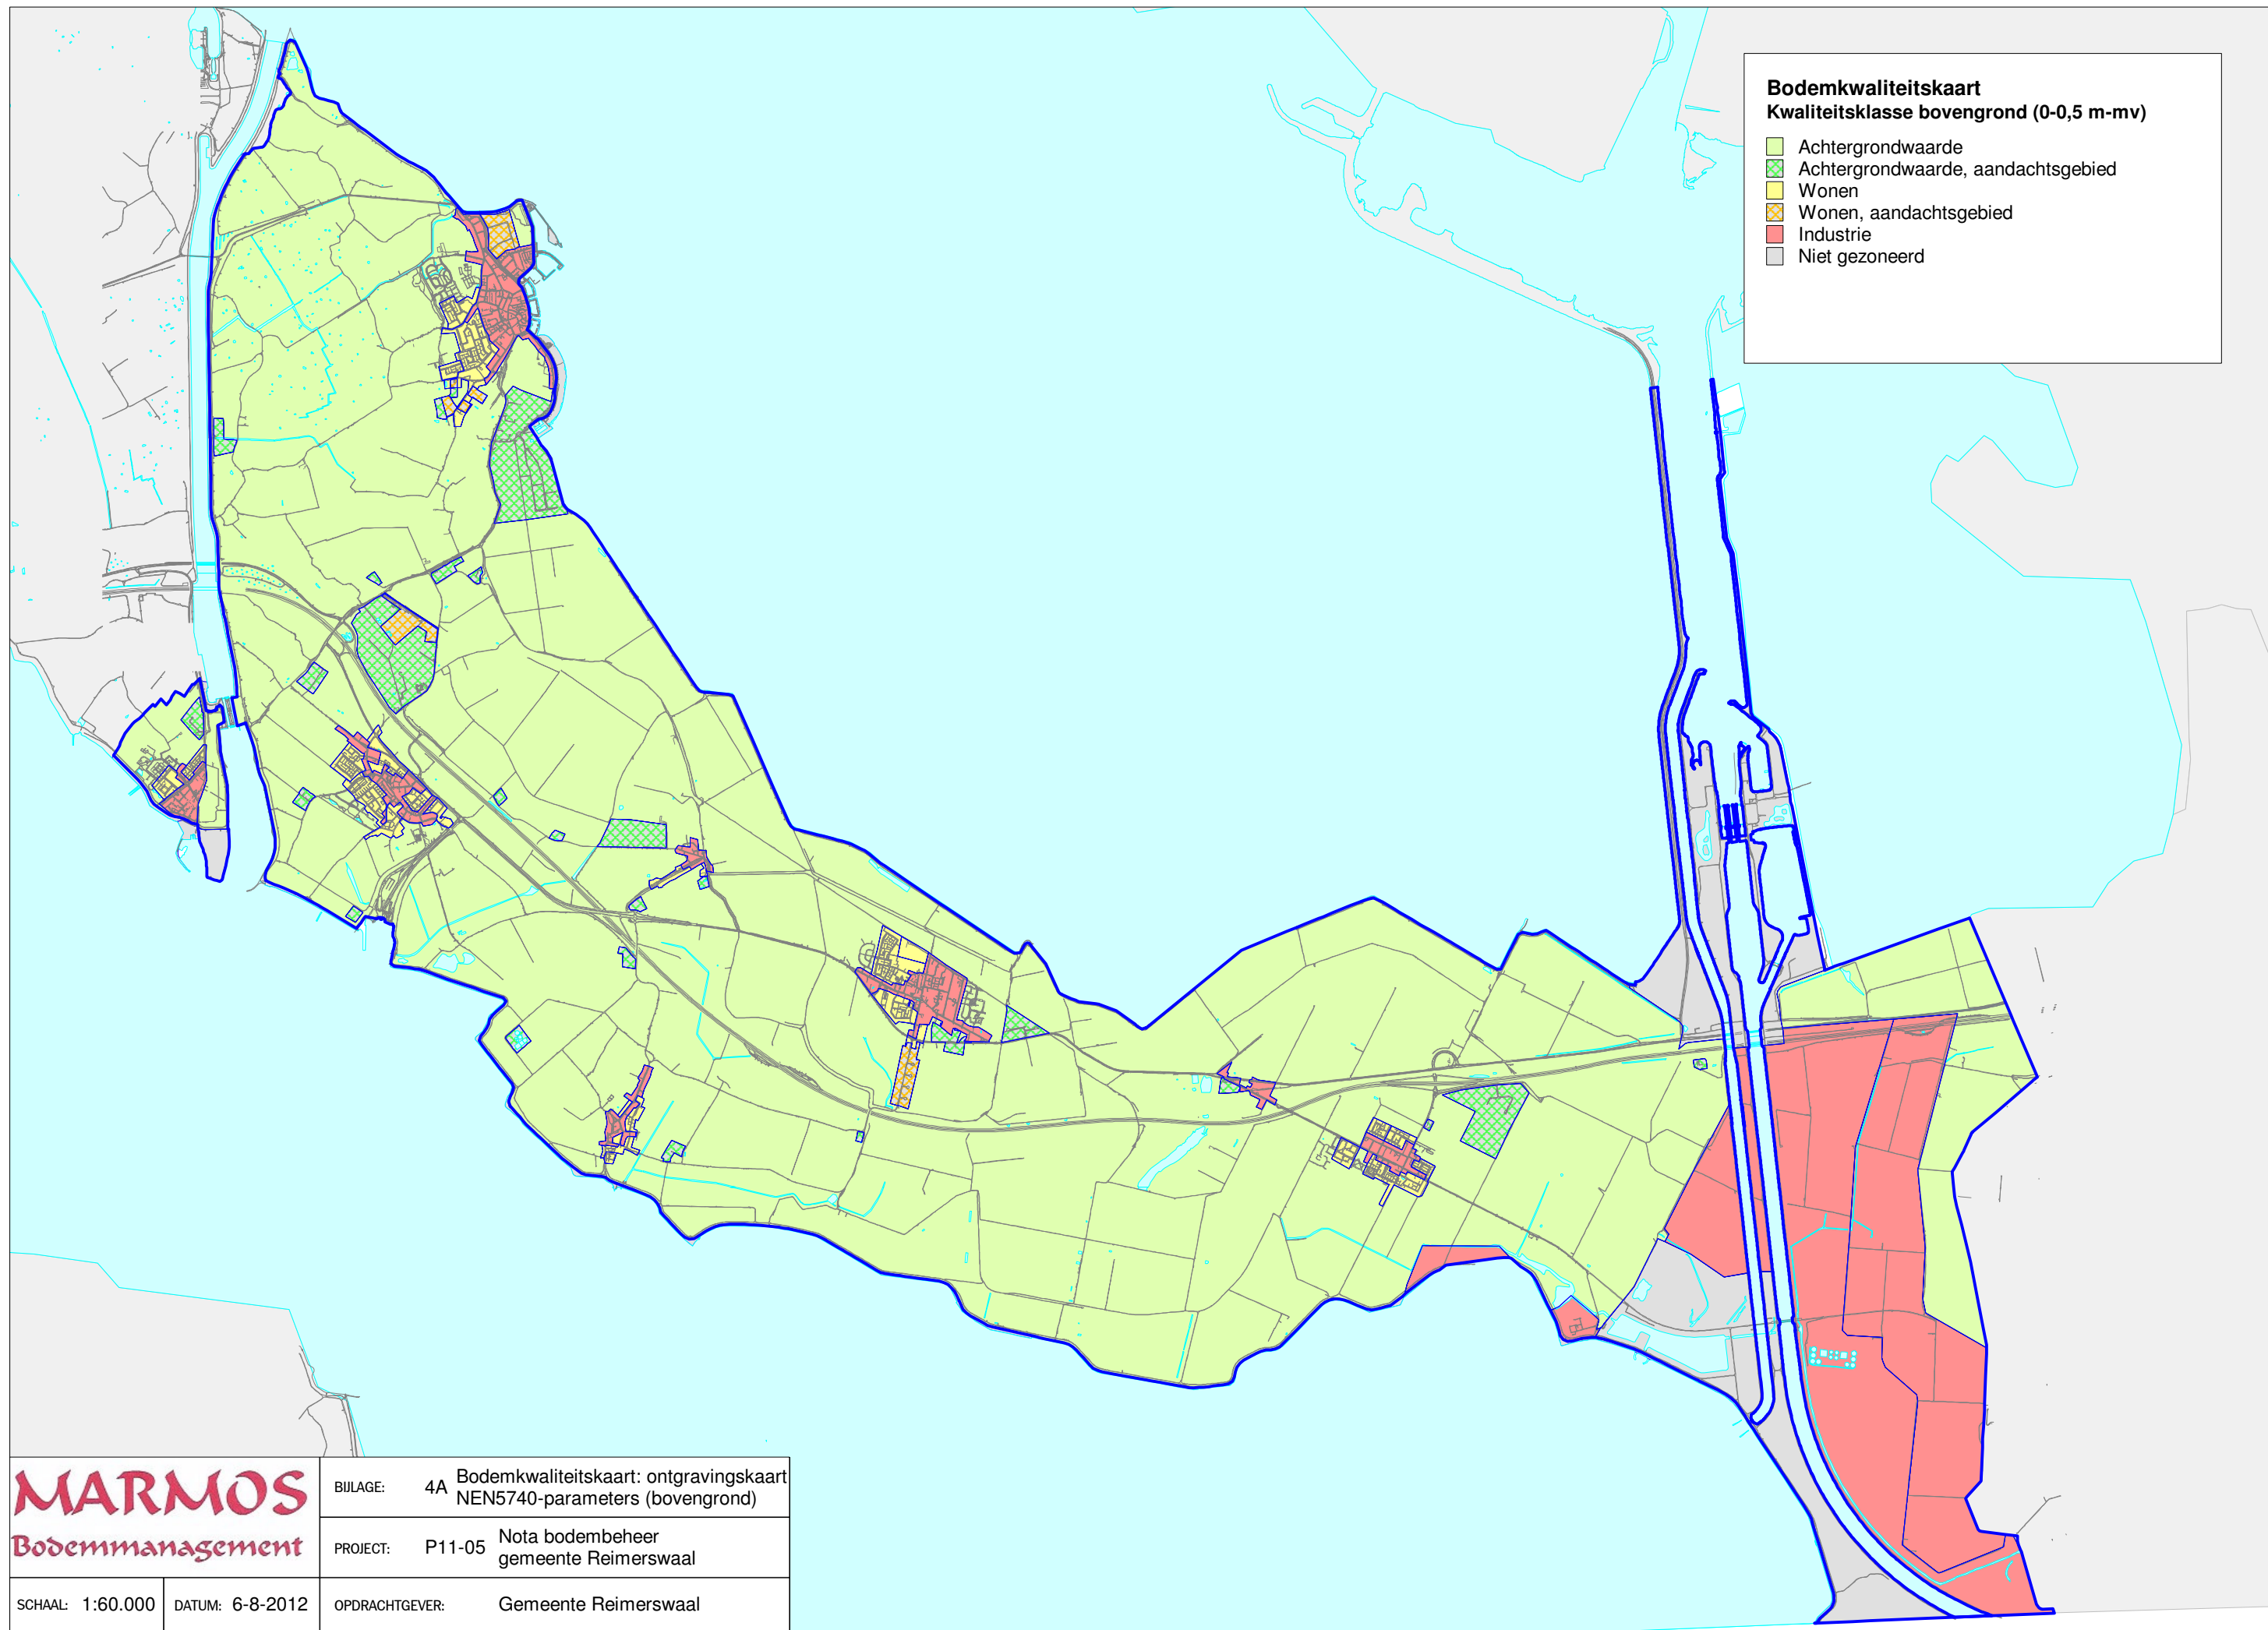 Bodemkwaliteitskaart
Kwaliteitsklasse bovengrond (0-0,5 m-mv)
Achtergrondwaarde
Achtergrondwaarde, aandachtsgebied
Wonen
Wonen, aandachtsgebied
Industrie
Niet gezoneerd
MARMOS
Bodemmanagement
BIJLAGE: 4A Bodemkwaliteitskaart: ontgravingskaart
NEN5740-parameters (bovengrond)
PROJECT: P11-05 Nota bodembeheer
gemeente Reimerswaal
SCHAAL: 1:60.000 DATUM: 6-8-2012 OPDRACHTGEVER: Gemeente Reimerswaal